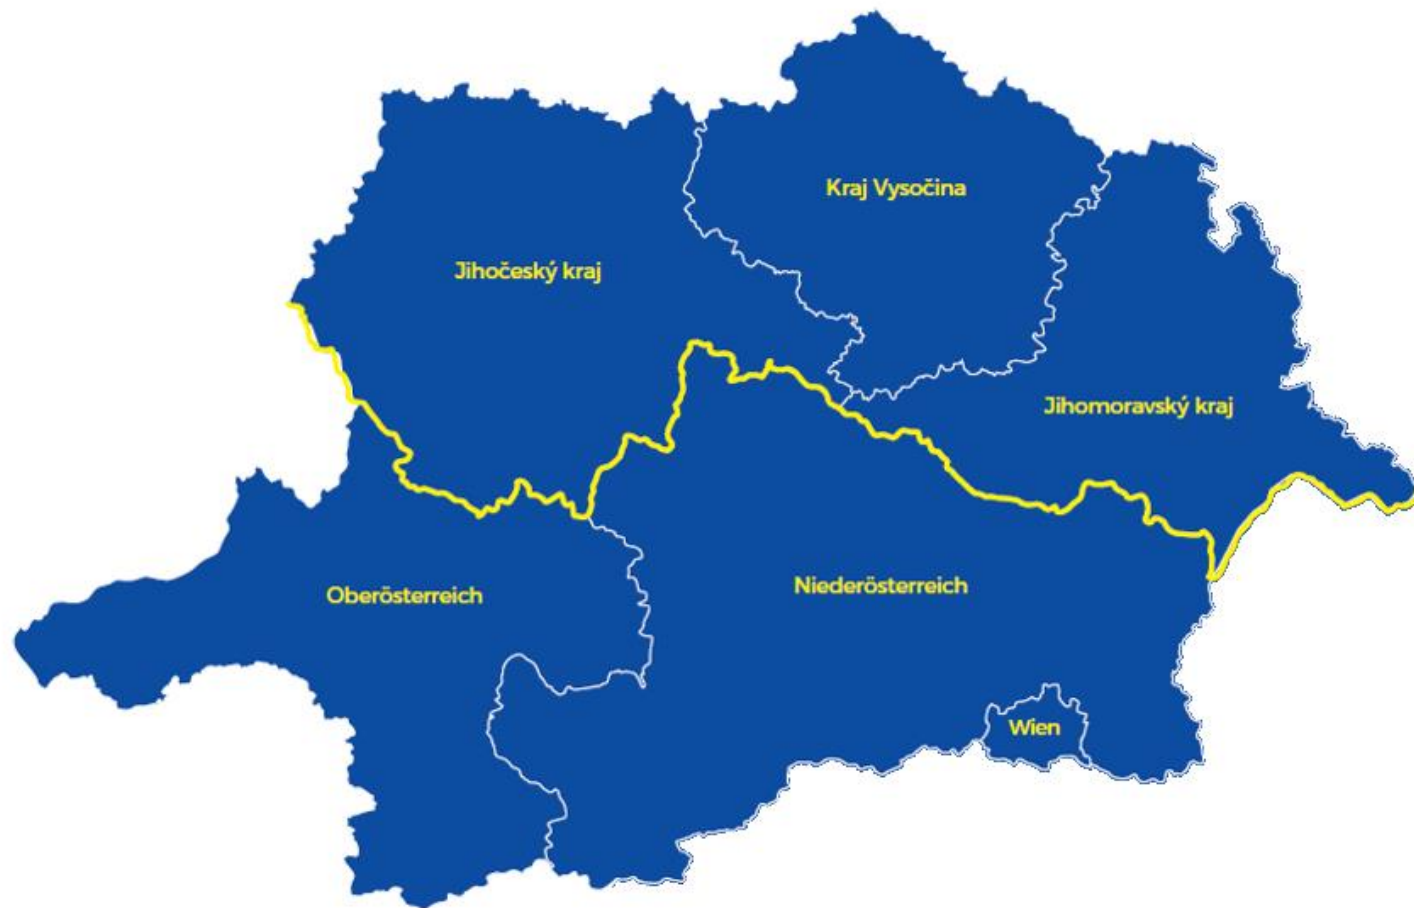 Kraj Vysočina
Jihočeský kraj
Jihomoravský kraj
Oberösterreich
Niederösterreich
Wien